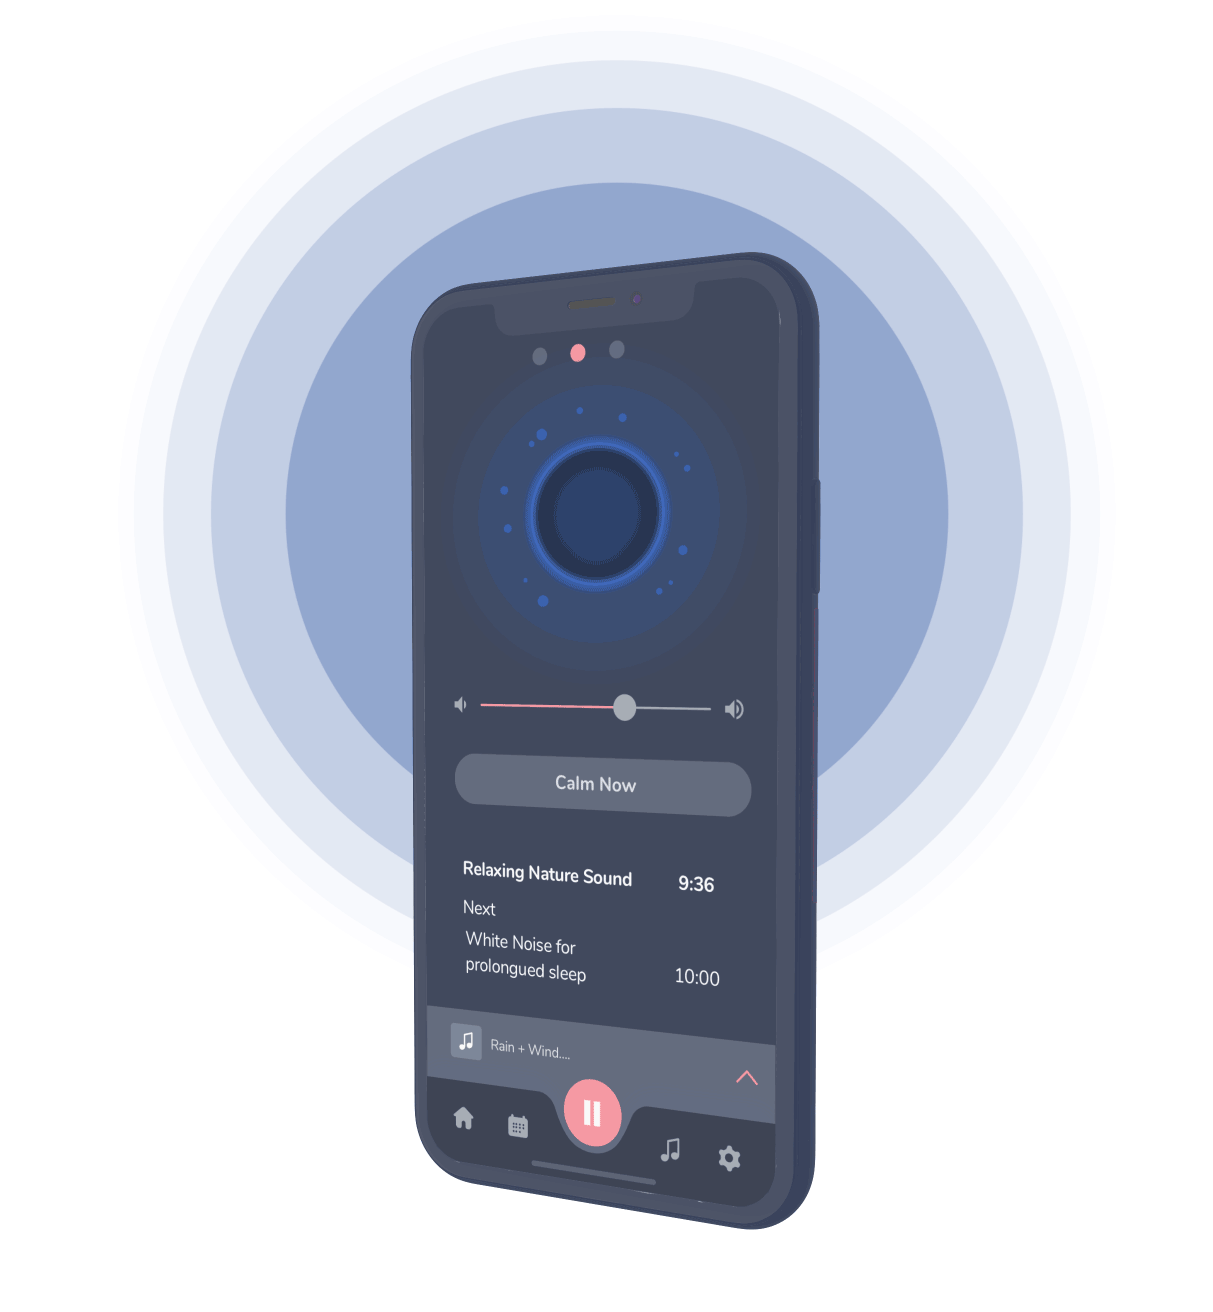 Calm Now
Relaxing Nature Sound 9:36
Next
White Noise for
prolongued sleep 10:00
Rain + Wind....